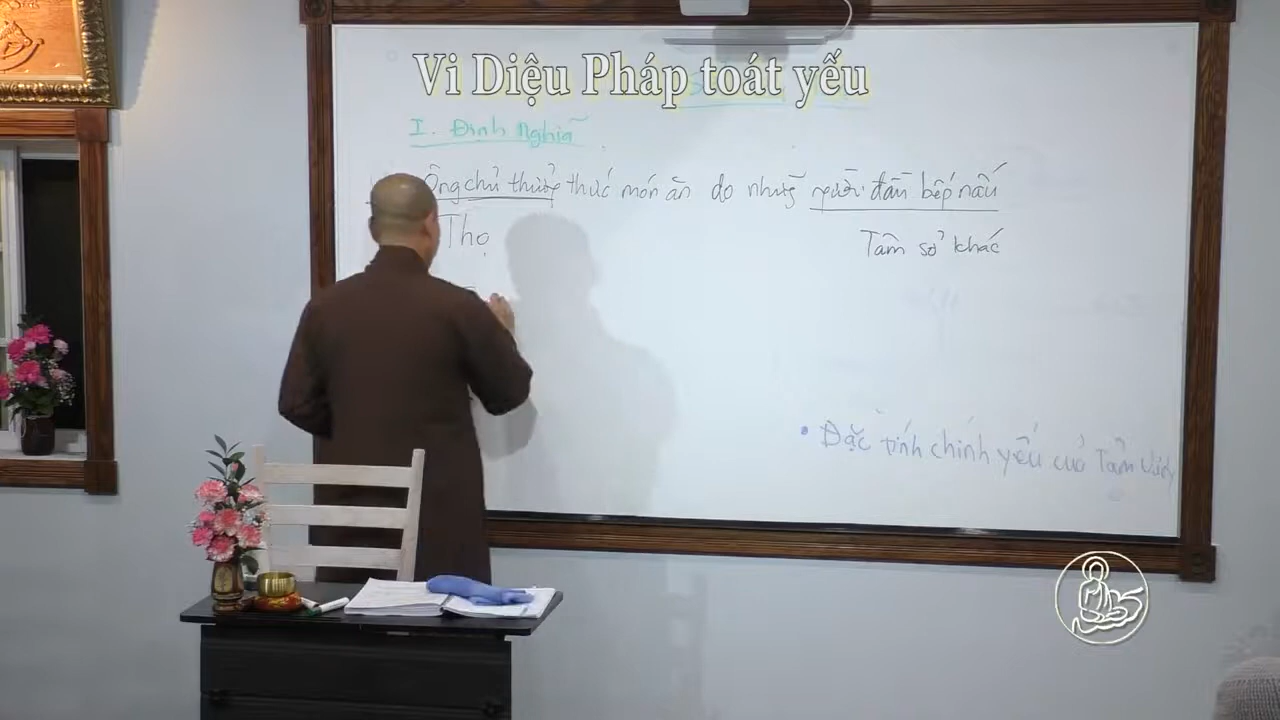 Vi Diệu Pháp toát yếu
I. Định Nghĩa
Ông chủ thưởng thức món ăn do những người đầu bếp nấu
Thọ
Tâm sở khác
• Đặc tính chính yếu của Tâm Vương